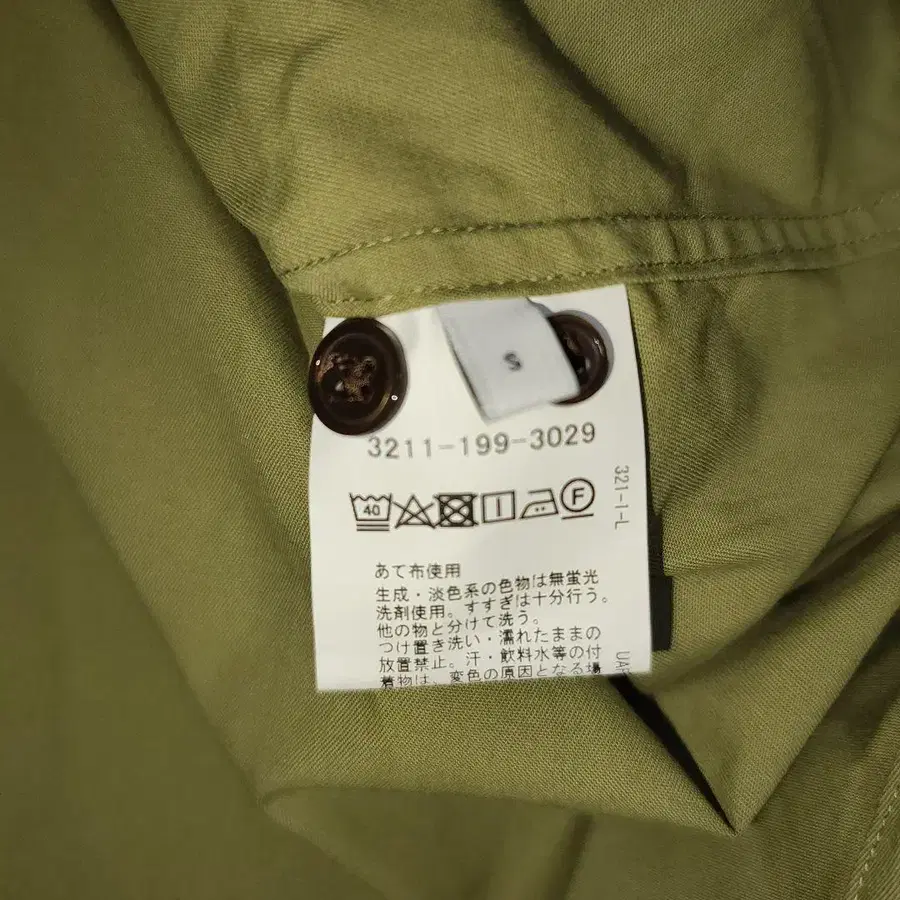 S
3211-199-3029
40
F
321-1-L
あて布使用
生成・淡色系の色物は無蛍光
洗剤使用。すすぎは十分行う。
他の物と分けて洗う。
つけ置き洗い・濡れたままの
放置禁止。汗・飲料水等の付
着物は、変色の原因となる場